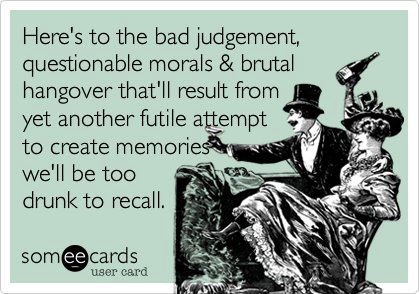 Here's to the bad judgement,
questionable morals & brutal
hangover that'll result from
yet another futile attempt
to create memories
we'll be too
drunk to recall.
someecards
user card